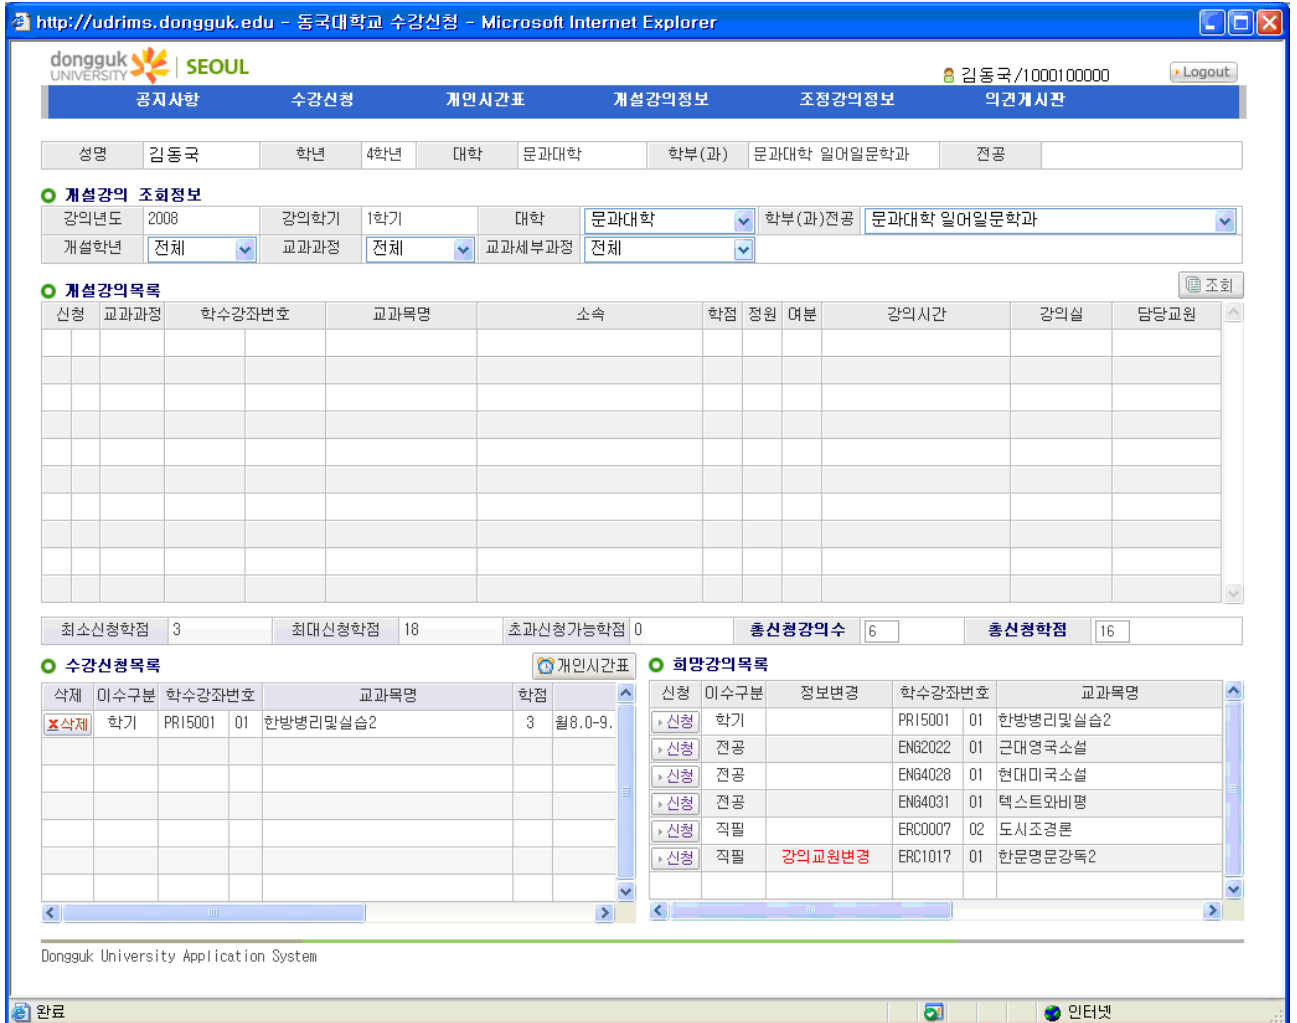 http://udrims.dongguk.edu - 동국대학교 수강신청 - Microsoft Internet Explorer
dongguk UNIVERSITY SEOUL
김동국/1000100000 Logout
공지사항 수강신청 개인시간표 개설강의정보 조정강의정보 의견게시판
성명 김동국 학년 4학년 대학 문과대학 학부(과) 문과대학 일어일문학과 전공
개설강의 조회정보
강의년도 2008 강의학기 1학기 대학 문과대학 학부(과)전공 문과대학 일어일문학과
개설학년 전체 교과과정 전체 교과세부과정 전체
개설강의목록 조회
신청 교과과정 학수강좌번호 교과목명 소속 학점 정원 여분 강의시간 강의실 담당교원
최소신청학점 3 최대신청학점 18 초과신청가능학점 0 총신청강의수 6 총신청학점 16
수강신청목록 개인시간표
삭제 이수구분 학수강좌번호 교과목명 학점
삭제 학기 PRI5001 01 한방병리및실습2 3 월8.0-9.
희망강의목록
신청 이수구분 정보변경 학수강좌번호 교과목명
신청 학기 PRI5001 01 한방병리및실습2
신청 전공 ENG2022 01 근대영국소설
신청 전공 ENG4028 01 현대미국소설
신청 전공 ENG4031 01 텍스트와비평
신청 직필 ERC0007 02 도시조경론
신청 직필 강의교원변경 ERC1017 01 한문명문강독2
Dongguk University Application System
완료 인터넷